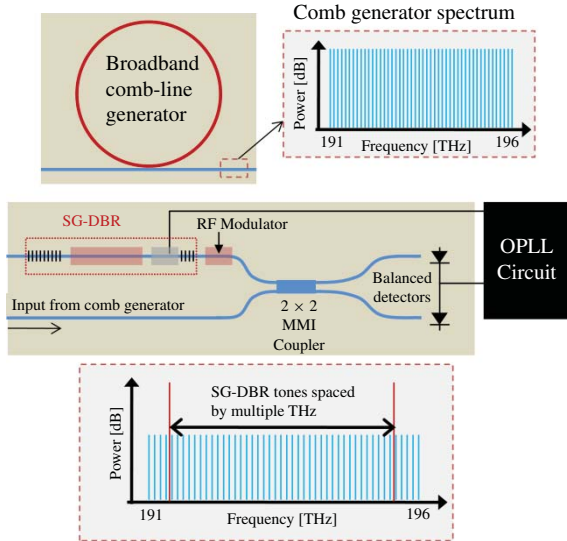 Comb generator spectrum
Broadband
comb-line
generator
Power [dB]
191
196
Frequency [THz]
SG-DBR
RF Modulator
OPLL
Circuit
Balanced
detectors
Input from comb generator
2 × 2
MMI
Coupler
SG-DBR tones spaced
by multiple THz
Power [dB]
191
196
Frequency [THz]